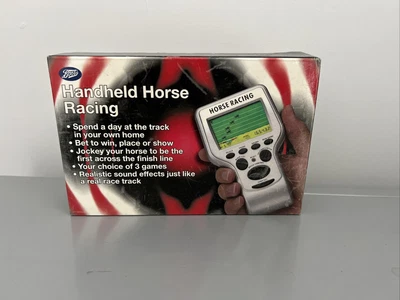 Boots
Handheld Horse
Racing
• Spend a day at the track
in your own home
• Bet to win, place or show
• Jockey your horse to be the
first across the finish line
• Your choice of 3 games
• Realistic sound effects just like
a real race track
HORSE RACING